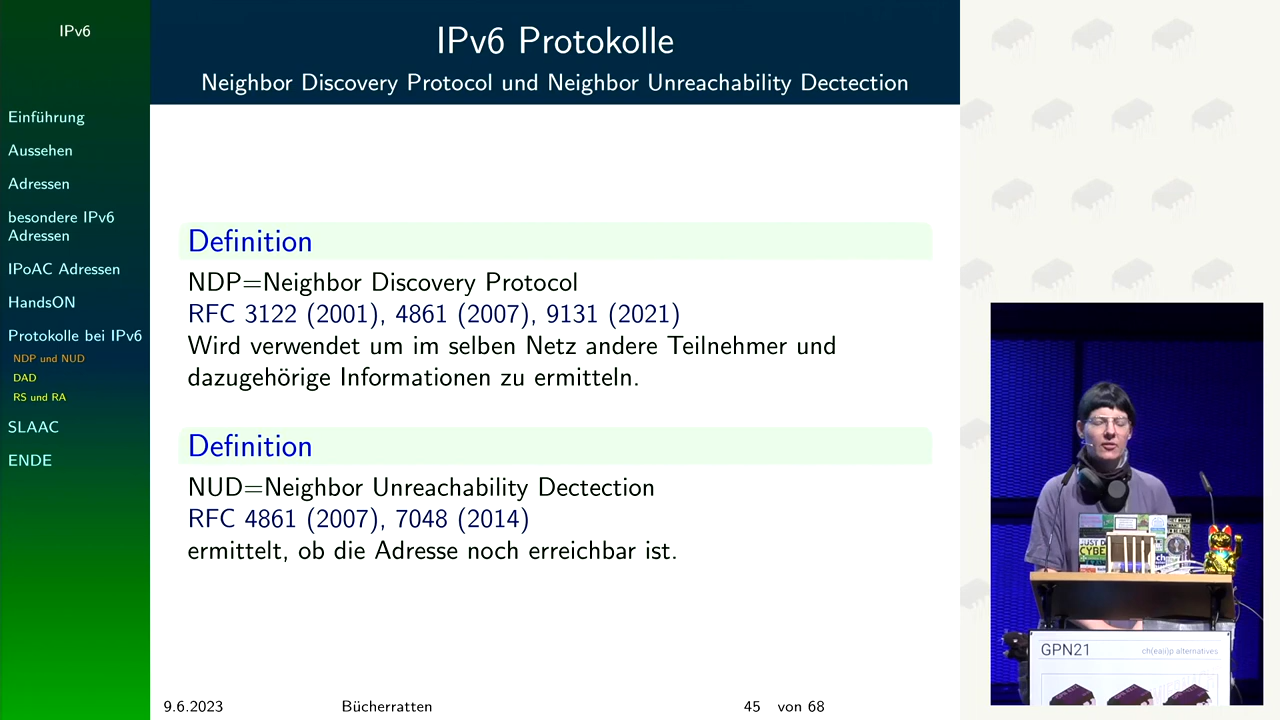 IPv6
Einführung
Aussehen
Adressen
besondere IPv6
Adressen
IPoAC Adressen
HandsON
Protokolle bei IPv6
NDP und NUD
DAD
RS und RA
SLAAC
ENDE
IPv6 Protokolle
Neighbor Discovery Protocol und Neighbor Unreachability Dectection
Definition
NDP=Neighbor Discovery Protocol
RFC 3122 (2001), 4861 (2007), 9131 (2021)
Wird verwendet um im selben Netz andere Teilnehmer und
dazugehörige Informationen zu ermitteln.
Definition
NUD=Neighbor Unreachability Dectection
RFC 4861 (2007), 7048 (2014)
ermittelt, ob die Adresse noch erreichbar ist.
9.6.2023 Bücherratten 45 von 68
CYBER
GPN21 ch(ea|i)p alternatives